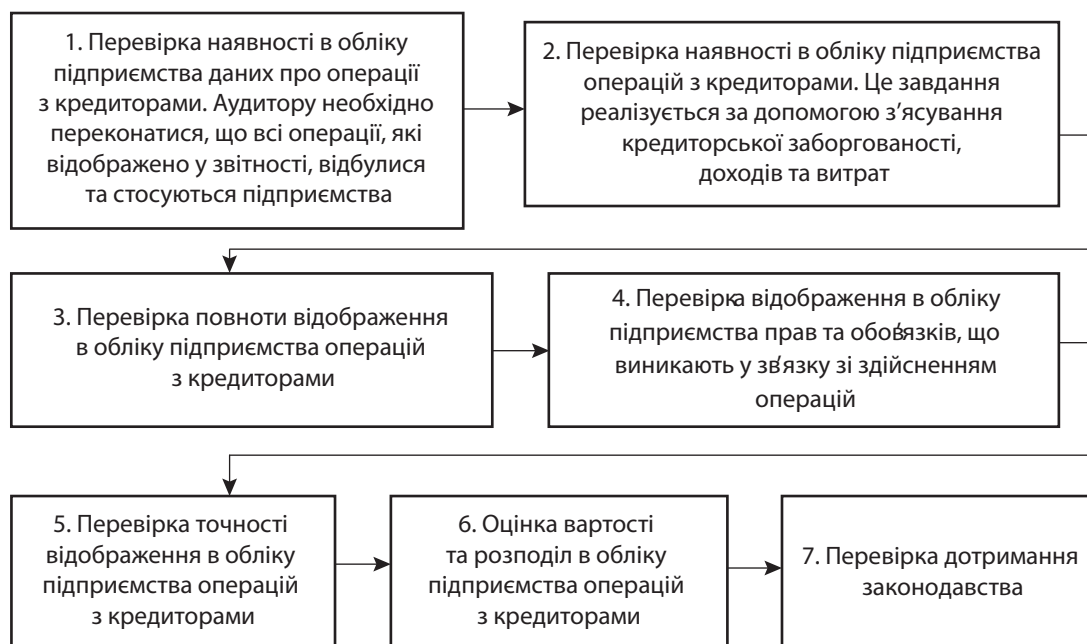 1. Перевірка наявності в обліку
підприємства даних про операції
з кредиторами. Аудитору необхідно
переконатися, що всі операції, які
відображено у звітності, відбулися
та стосуються підприємства
2. Перевірка наявності в обліку підприємства
операцій з кредиторами. Це завдання
реалізується за допомогою з’ясування
кредиторської заборгованості,
доходів та витрат
3. Перевірка повноти відображення
в обліку підприємства операцій
з кредиторами
4. Перевірка відображення в обліку
підприємства прав та обов’язків, що
виникають у зв’язку зі здійсненням
операцій
5. Перевірка точності
відображення в обліку
підприємства операцій
з кредиторами
6. Оцінка вартості
та розподіл в обліку
підприємства операцій
з кредиторами
7. Перевірка дотримання
законодавства